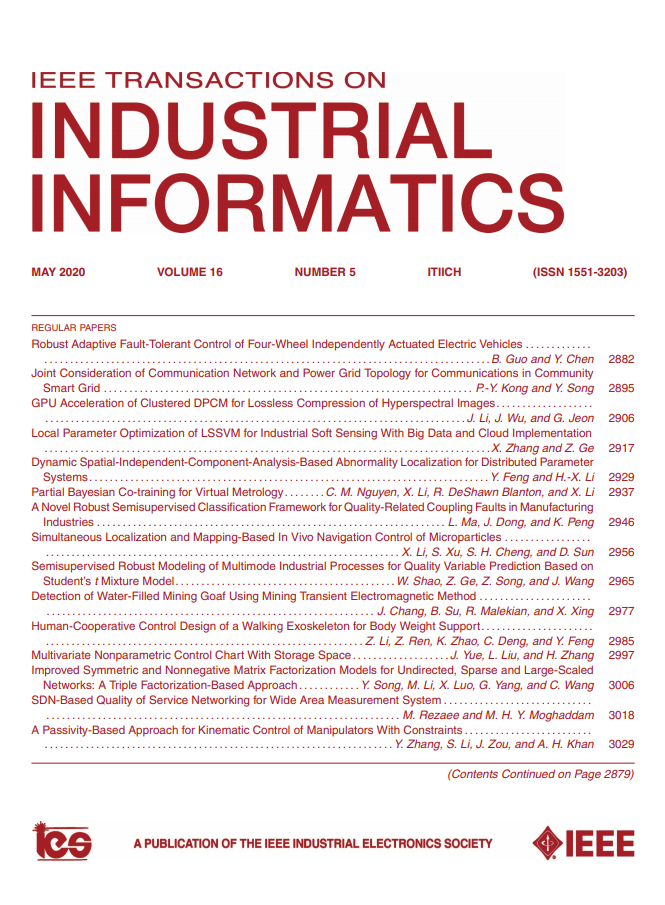 IEEE TRANSACTIONS ON
INDUSTRIAL
INFORMATICS
MAY 2020 VOLUME 16 NUMBER 5 ITIICH (ISSN 1551-3203)
REGULAR PAPERS
Robust Adaptive Fault-Tolerant Control of Four-Wheel Independently Actuated Electric Vehicles . . . . . . . . . . . . .
. . . . . . . . . . . . . . . . . . . . . . . . . . . . . . B. Guo and Y. Chen 2882
Joint Consideration of Communication Network and Power Grid Topology for Communications in Community
Smart Grid . . . . . . . . . . . . . . . . . . . . . . . . . . . . . . P.-Y. Kong and Y. Song 2895
GPU Acceleration of Clustered DPCM for Lossless Compression of Hyperspectral Images . . . . . . . . . . . . . . . . . .
. . . . . . . . . . . . . . . . . . . . . . . . . . . . . . J. Li, J. Wu, and G. Jeon 2906
Local Parameter Optimization of LSSVM for Industrial Soft Sensing With Big Data and Cloud Implementation
. . . . . . . . . . . . . . . . . . . . . . . . . . . . . . X. Zhang and Z. Ge 2917
Dynamic Spatial-Independent-Component-Analysis-Based Abnormality Localization for Distributed Parameter
Systems . . . . . . . . . . . . . . . . . . . . . . . . . . . . . . Y. Feng and H.-X. Li 2929
Partial Bayesian Co-training for Virtual Metrology . . . . . . . . C. M. Nguyen, X. Li, R. DeShawn Blanton, and X. Li 2937
A Novel Robust Semisupervised Classification Framework for Quality-Related Coupling Faults in Manufacturing
Industries . . . . . . . . . . . . . . . . . . . . . . . . . . . . . . L. Ma, J. Dong, and K. Peng 2946
Simultaneous Localization and Mapping-Based In Vivo Navigation Control of Microparticles . . . . . . . . . . . . . . . .
. . . . . . . . . . . . . . . . . . . . . . . . . . . . . . X. Li, S. Xu, S. H. Cheng, and D. Sun 2956
Semisupervised Robust Modeling of Multimode Industrial Processes for Quality Variable Prediction Based on
Student's t Mixture Model . . . . . . . . . . . . . . . . . . . . . . . . . . . . . . W. Shao, Z. Ge, Z. Song, and J. Wang 2965
Detection of Water-Filled Mining Goaf Using Mining Transient Electromagnetic Method . . . . . . . . . . . . . . . . . . . .
. . . . . . . . . . . . . . . . . . . . . . . . . . . . . . J. Chang, B. Su, R. Malekian, and X. Xing 2977
Human-Cooperative Control Design of a Walking Exoskeleton for Body Weight Support . . . . . . . . . . . . . . . . . . . .
. . . . . . . . . . . . . . . . . . . . . . . . . . . . . . Z. Li, Z. Ren, K. Zhao, C. Deng, and Y. Feng 2985
Multivariate Nonparametric Control Chart With Storage Space . . . . . . . . . . . . . . . . . . J. Yue, L. Liu, and H. Zhang 2997
Improved Symmetric and Nonnegative Matrix Factorization Models for Undirected, Sparse and Large-Scaled
Networks: A Triple Factorization-Based Approach . . . . . . . . . . . . Y. Song, M. Li, X. Luo, G. Yang, and C. Wang 3006
SDN-Based Quality of Service Networking for Wide Area Measurement System . . . . . . . . . . . . . . . . . . . . . . . . .
. . . . . . . . . . . . . . . . . . . . . . . . . . . . . . M. Rezaee and M. H. Y. Moghaddam 3018
A Passivity-Based Approach for Kinematic Control of Manipulators With Constraints . . . . . . . . . . . . . . . . . . . . .
. . . . . . . . . . . . . . . . . . . . . . . . . . . . . . Y. Zhang, S. Li, J. Zou, and A. H. Khan 3029
(Contents Continued on Page 2879)
ies A PUBLICATION OF THE IEEE INDUSTRIAL ELECTRONICS SOCIETY IEEE